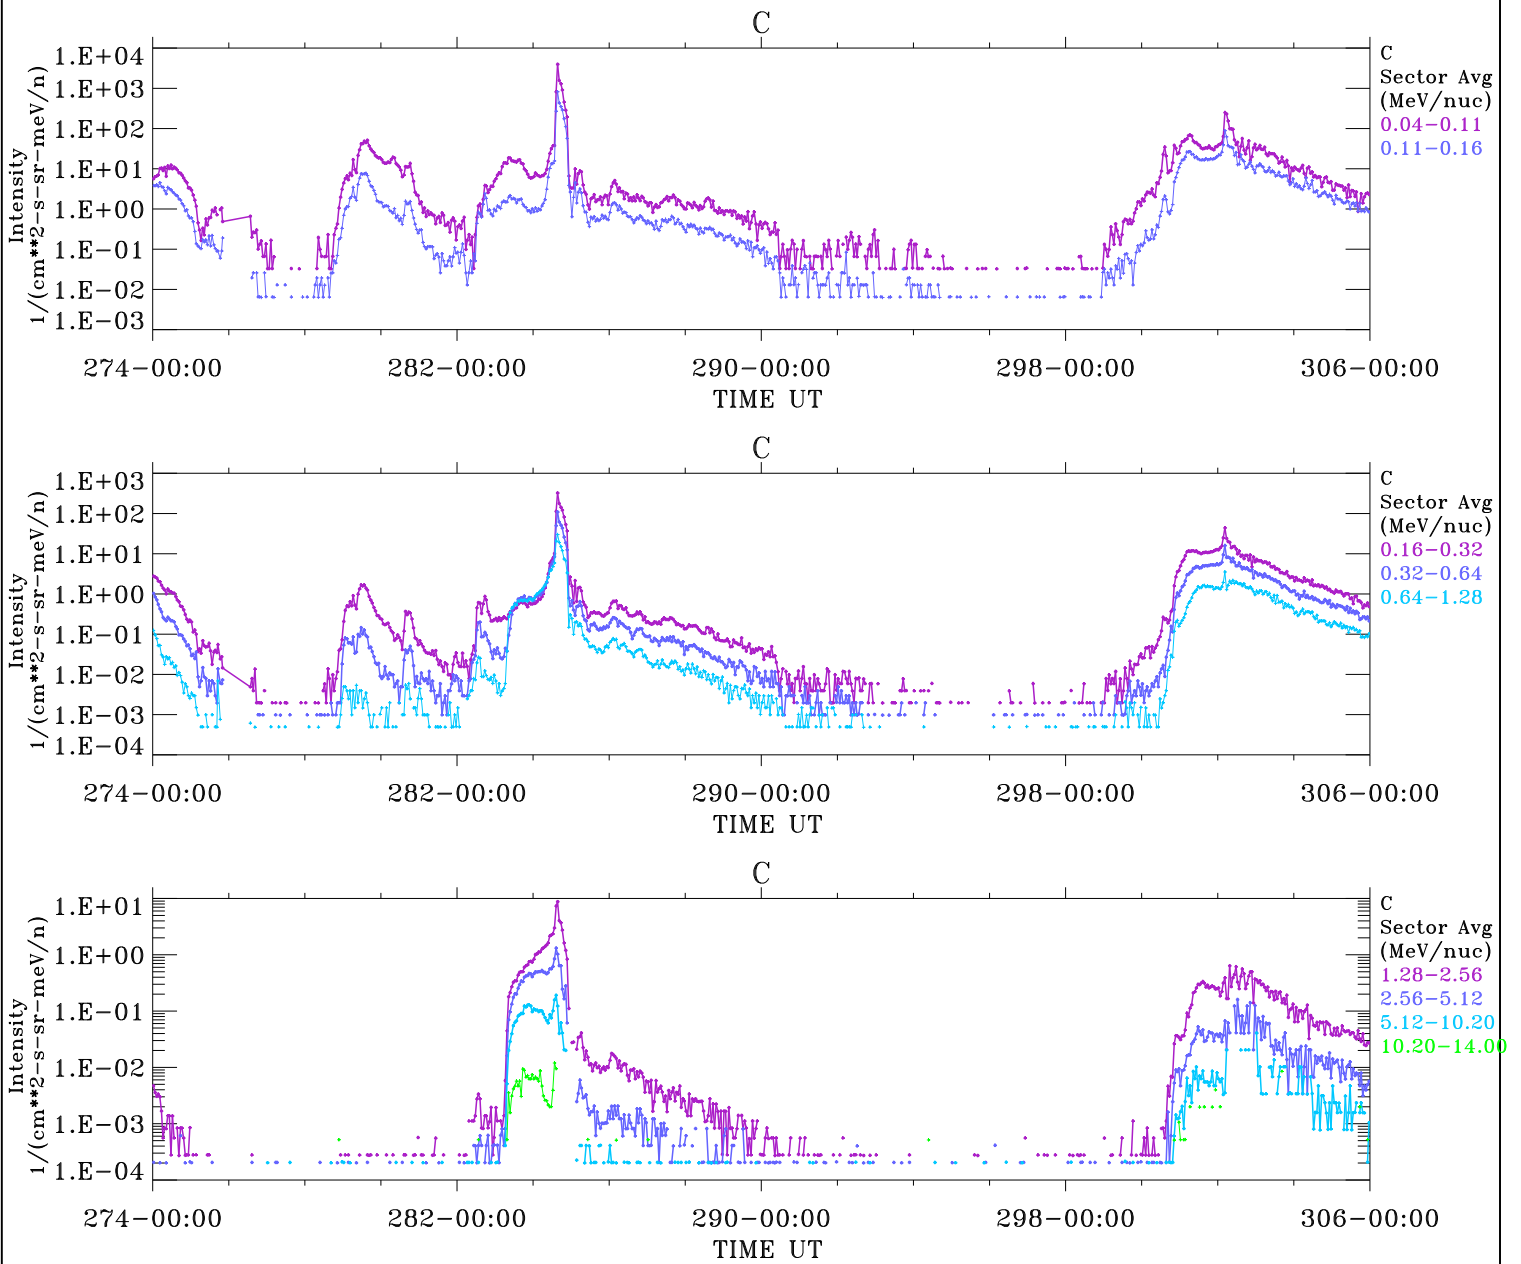 C
1.E+04
1.E+03
1.E+02
1.E+01
1.E+00
1.E-01
1.E-02
1.E-03
Intensity
1/(cm**2-s-sr-meV/n)
274-00:00 282-00:00 290-00:00 298-00:00 306-00:00
TIME UT
C
Sector Avg
(MeV/nuc)
0.04-0.11
0.11-0.16
C
1.E+03
1.E+02
1.E+01
1.E+00
1.E-01
1.E-02
1.E-03
1.E-04
Intensity
1/(cm**2-s-sr-meV/n)
274-00:00 282-00:00 290-00:00 298-00:00 306-00:00
TIME UT
C
Sector Avg
(MeV/nuc)
0.16-0.32
0.32-0.64
0.64-1.28
C
1.E+01
1.E+00
1.E-01
1.E-02
1.E-03
1.E-04
Intensity
1/(cm**2-s-sr-meV/n)
274-00:00 282-00:00 290-00:00 298-00:00 306-00:00
TIME UT
C
Sector Avg
(MeV/nuc)
1.28-2.56
2.56-5.12
5.12-10.20
10.20-14.00